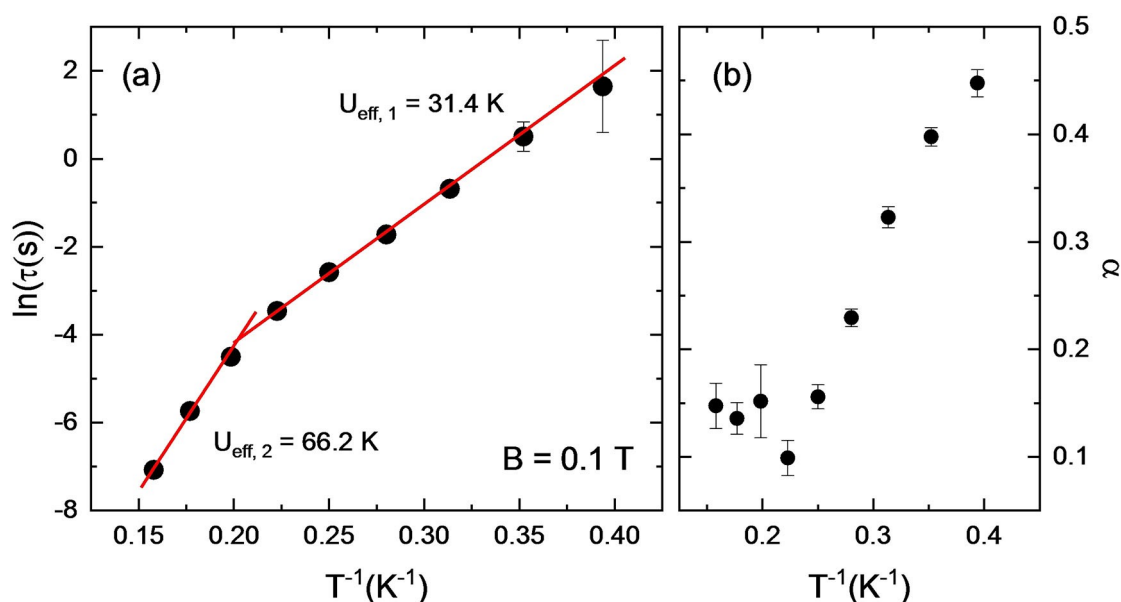 (a)
U_eff, 1 = 31.4 K
U_eff, 2 = 66.2 K
B = 0.1 T
ln(τ(s))
2
0
-2
-4
-6
-8
0.15 0.20 0.25 0.30 0.35 0.40
T⁻¹(K⁻¹)
(b)
0.5
0.4
0.3
0.2
0.1
α
0.2 0.3 0.4
T⁻¹(K⁻¹)